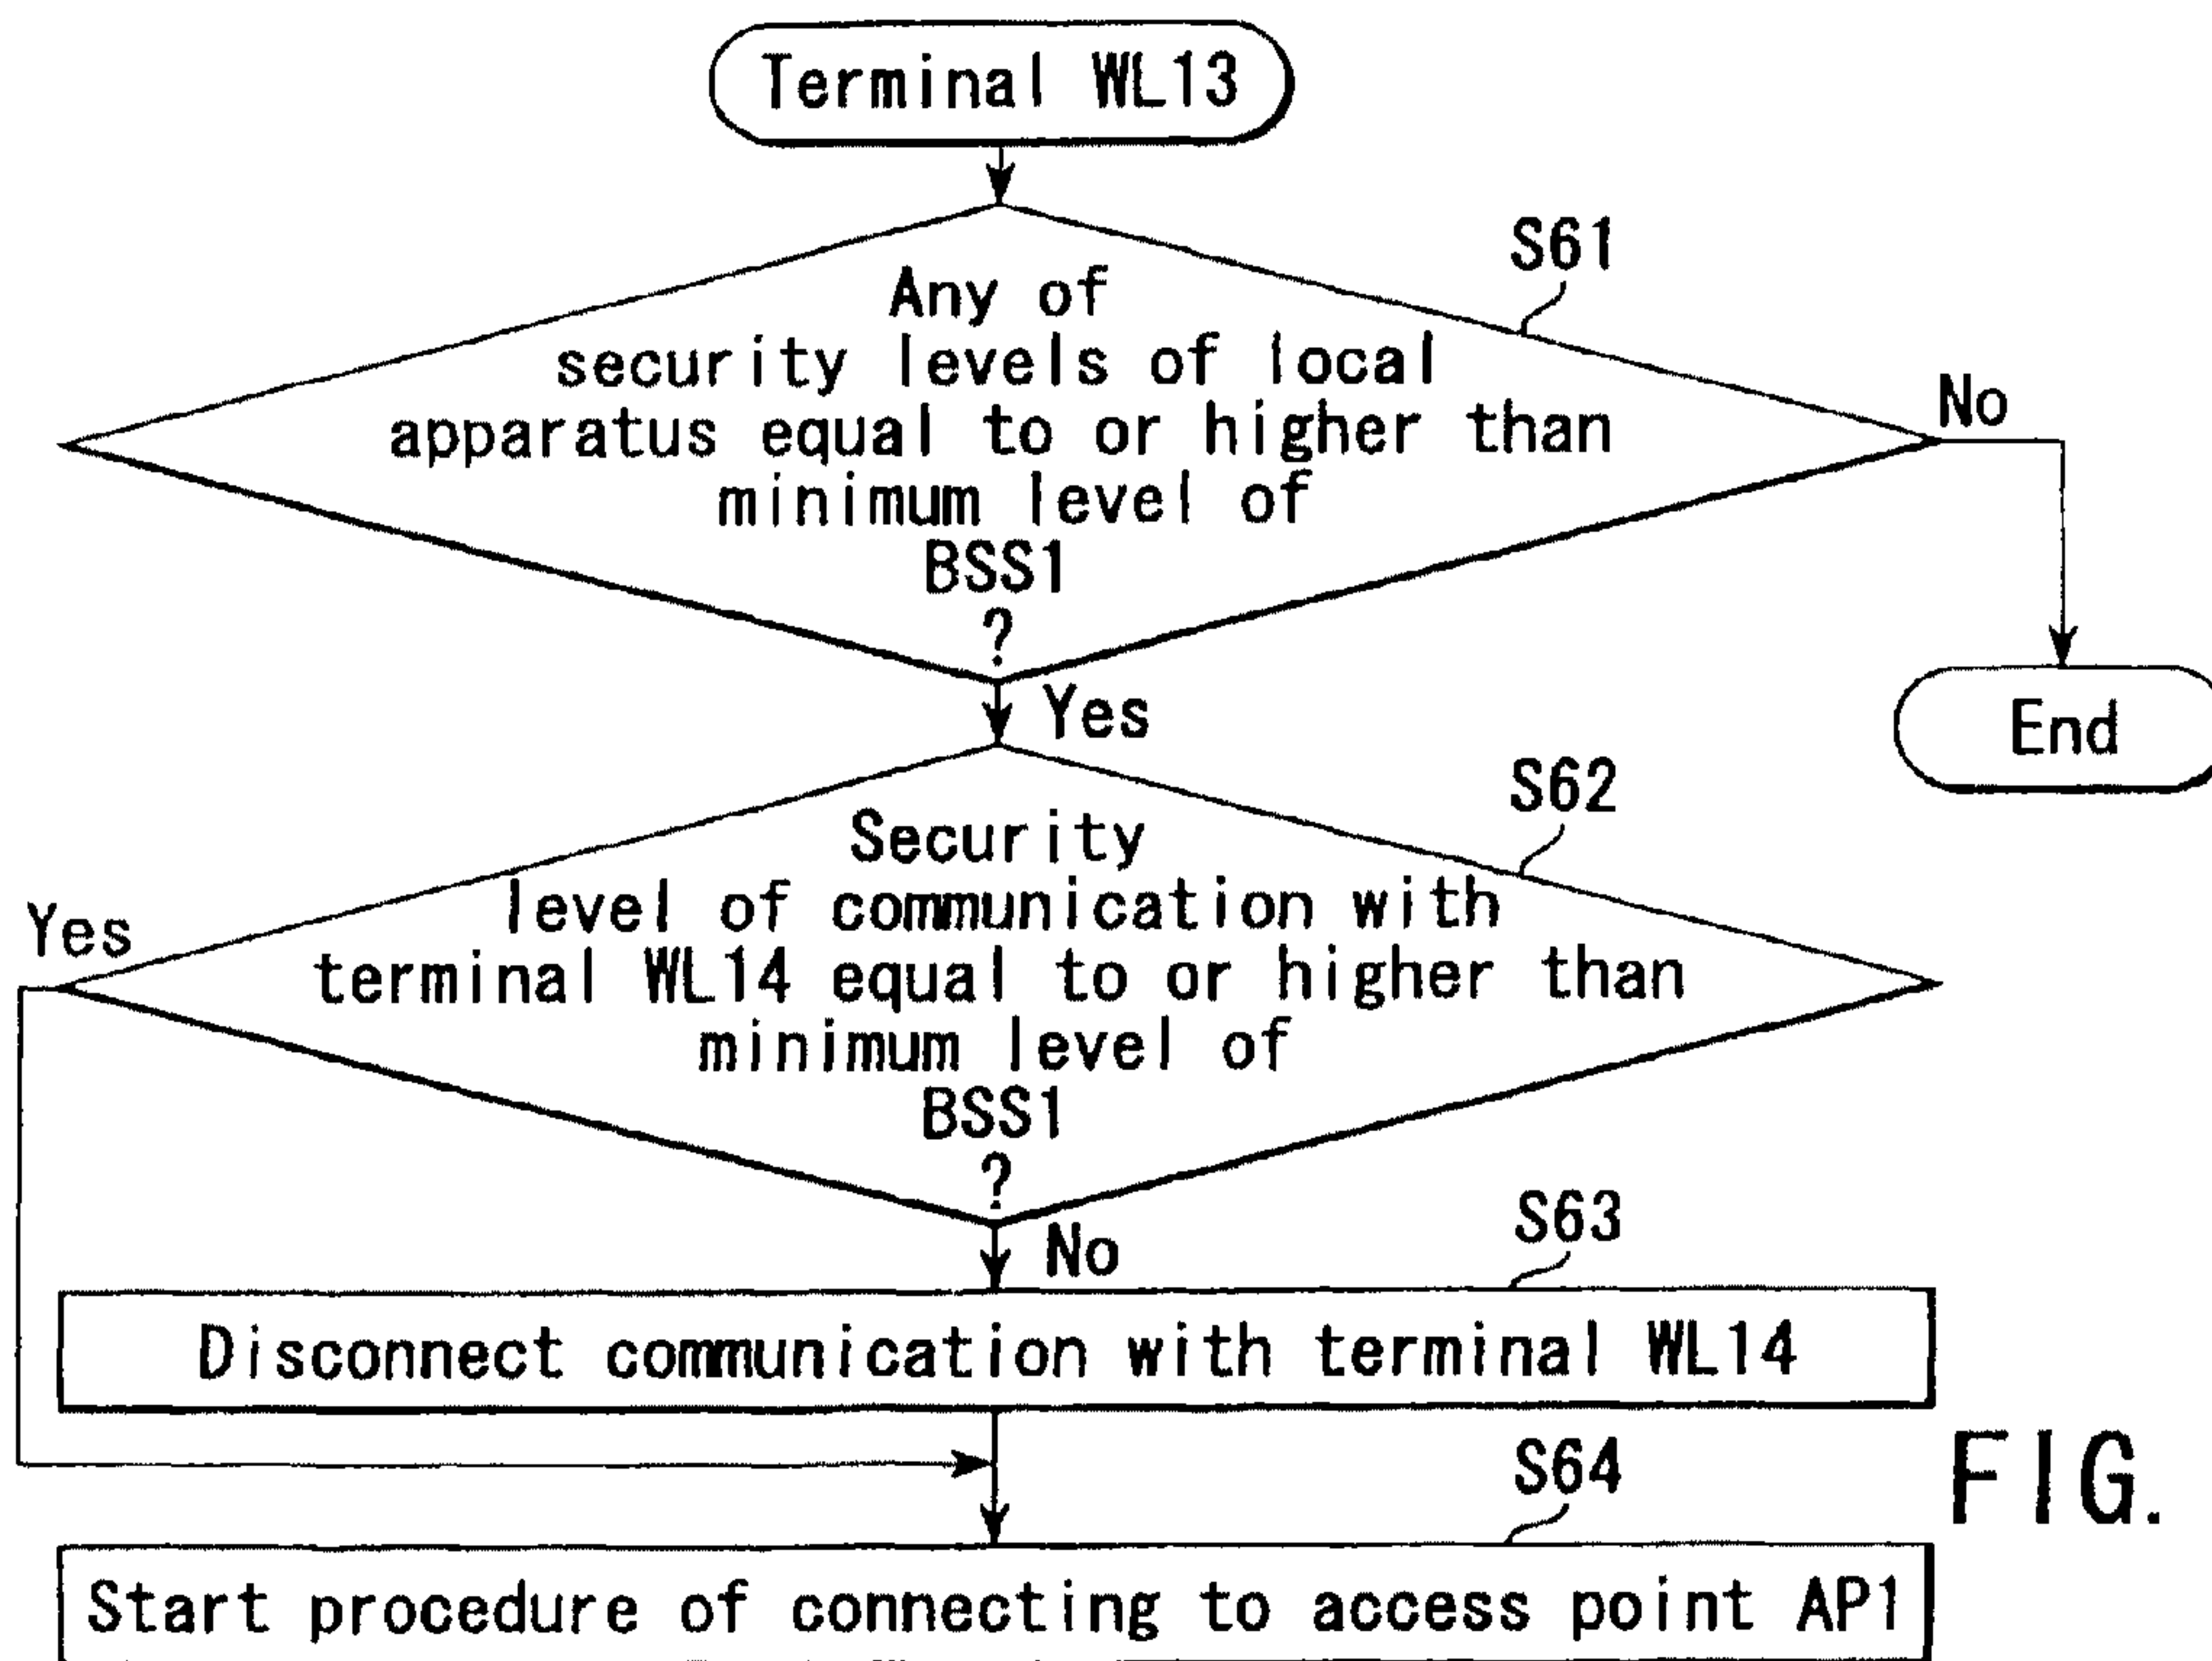 Terminal WL13
S61
Any of
security levels of local
apparatus equal to or higher than
minimum level of
BSS1
?
No
Yes
End
S62
Security
level of communication with
terminal WL14 equal to or higher than
minimum level of
BSS1
?
Yes
No
S63
Disconnect communication with terminal WL14
S64
Start procedure of connecting to access point AP1
FIG.